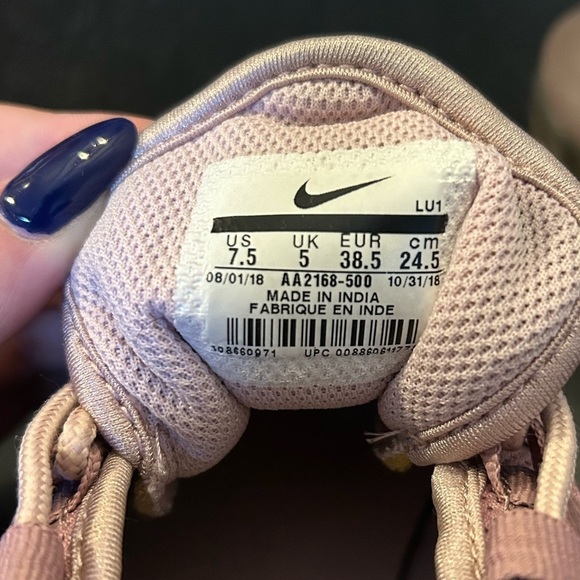 LU1
US UK EUR cm
7.5 5 38.5 24.5
08/01/18 AA2168-500 10/31/18
MADE IN INDIA
FABRIQUE EN INDE
UPC